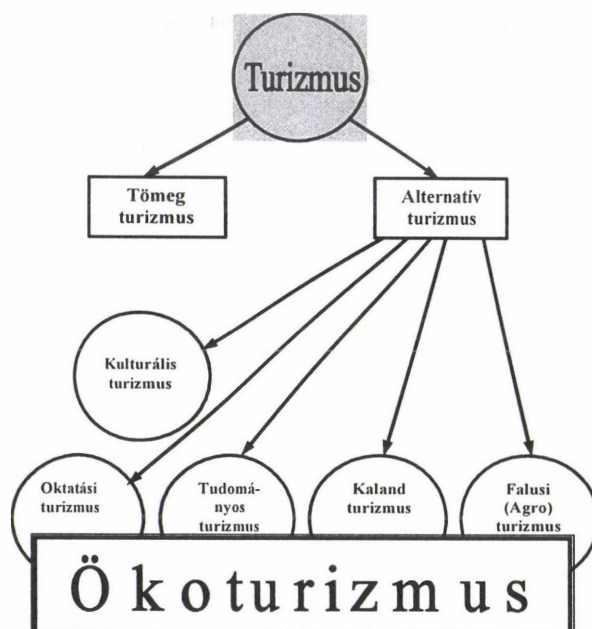 Turizmus
Tömeg
turizmus
Alternatív
turizmus
Kulturális
turizmus
Oktatási
turizmus
Tudomá-
nyos
turizmus
Kaland
turizmus
Falusi
(Agro)
turizmus
Ökoturizmus